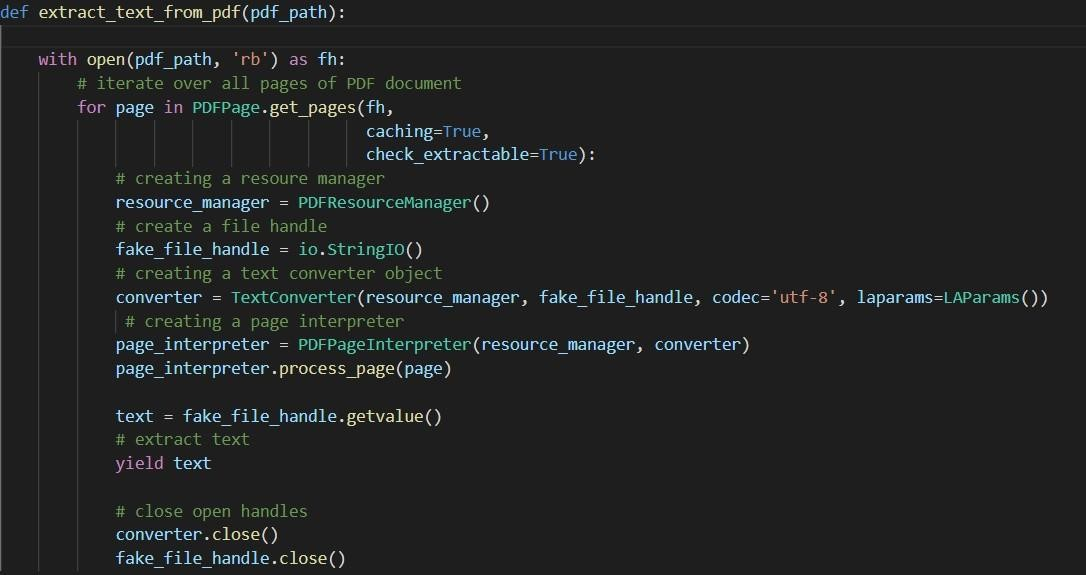 def extract_text_from_pdf(pdf_path):
with open(pdf_path, 'rb') as fh:
# iterate over all pages of PDF document
for page in PDFPage.get_pages(fh,
caching=True,
check_extractable=True):
# creating a resoure manager
resource_manager = PDFResourceManager()
# create a file handle
fake_file_handle = io.StringIO()
# creating a text converter object
converter = TextConverter(resource_manager, fake_file_handle, codec='utf-8', laparams=LAParams())
# creating a page interpreter
page_interpreter = PDFPageInterpreter(resource_manager, converter)
page_interpreter.process_page(page)
text = fake_file_handle.getvalue()
# extract text
yield text
# close open handles
converter.close()
fake_file_handle.close()